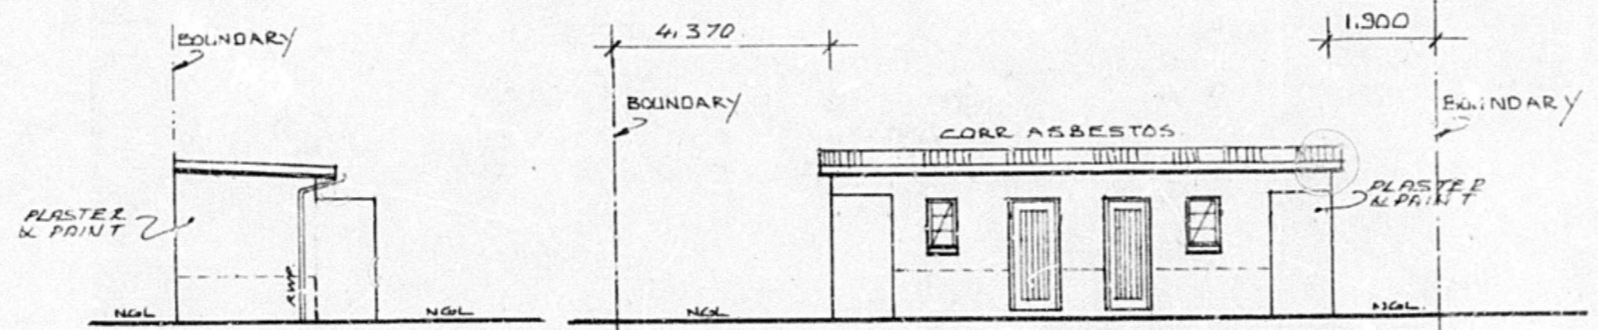 BOUNDARY
PLASTER
& PAINT
RWP
NGL
NGL
4.370
1.900
BOUNDARY
BOUNDARY
CORR ASBESTOS.
PLASTER
& PAINT
NGL
NGL.